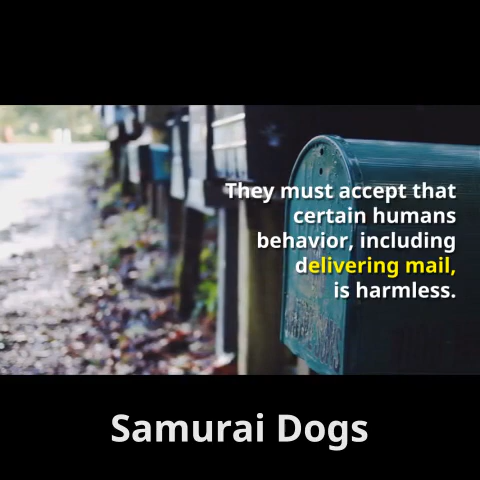 They must accept that
certain humans
behavior, including
delivering mail,
is harmless.
Samurai Dogs